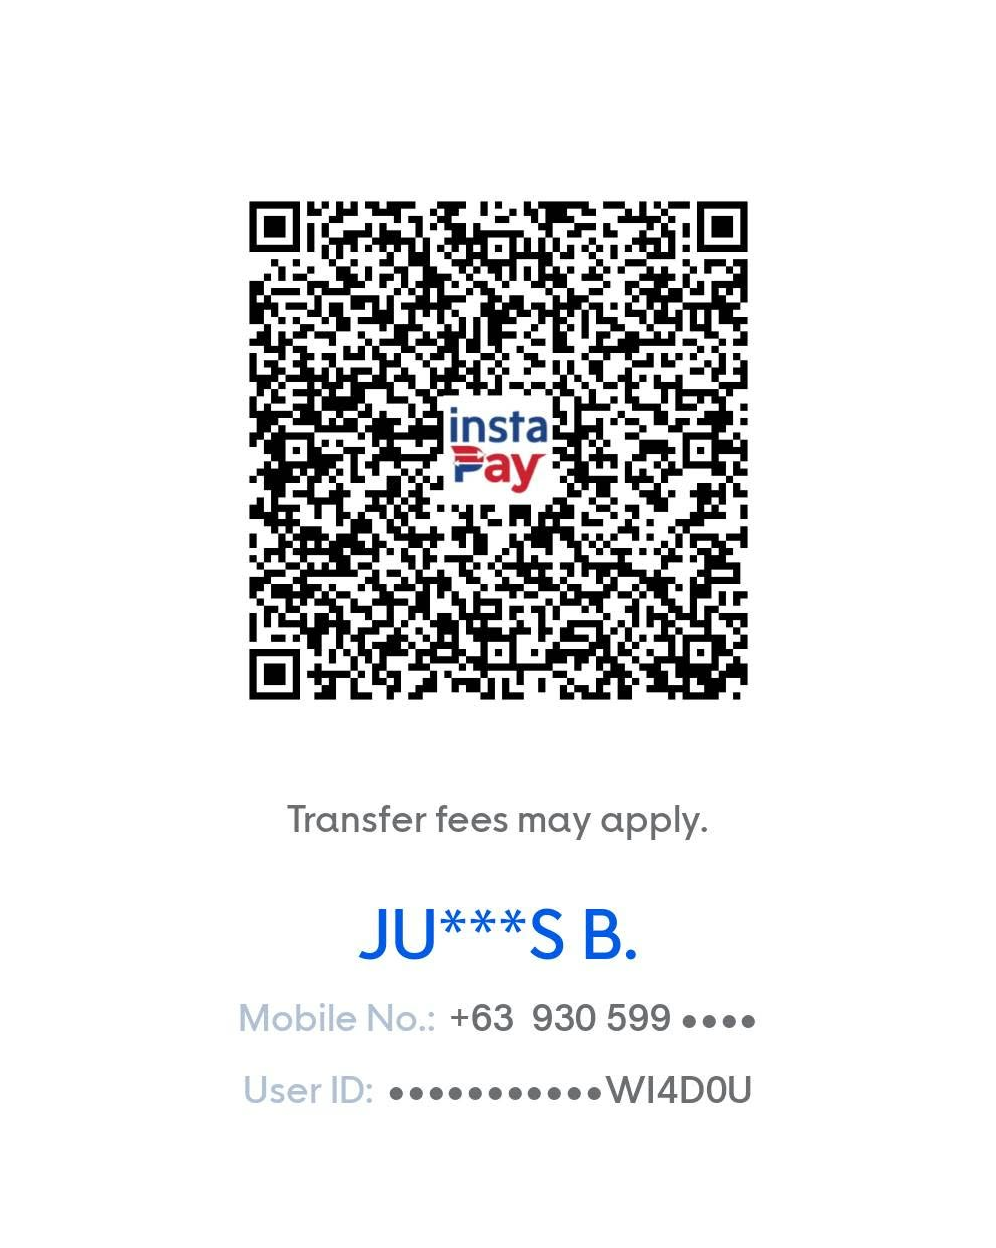 insta
Pay
Transfer fees may apply.
JU***S B.
Mobile No.: +63 930 599 ••••
User ID: •••••••••••WI4D0U